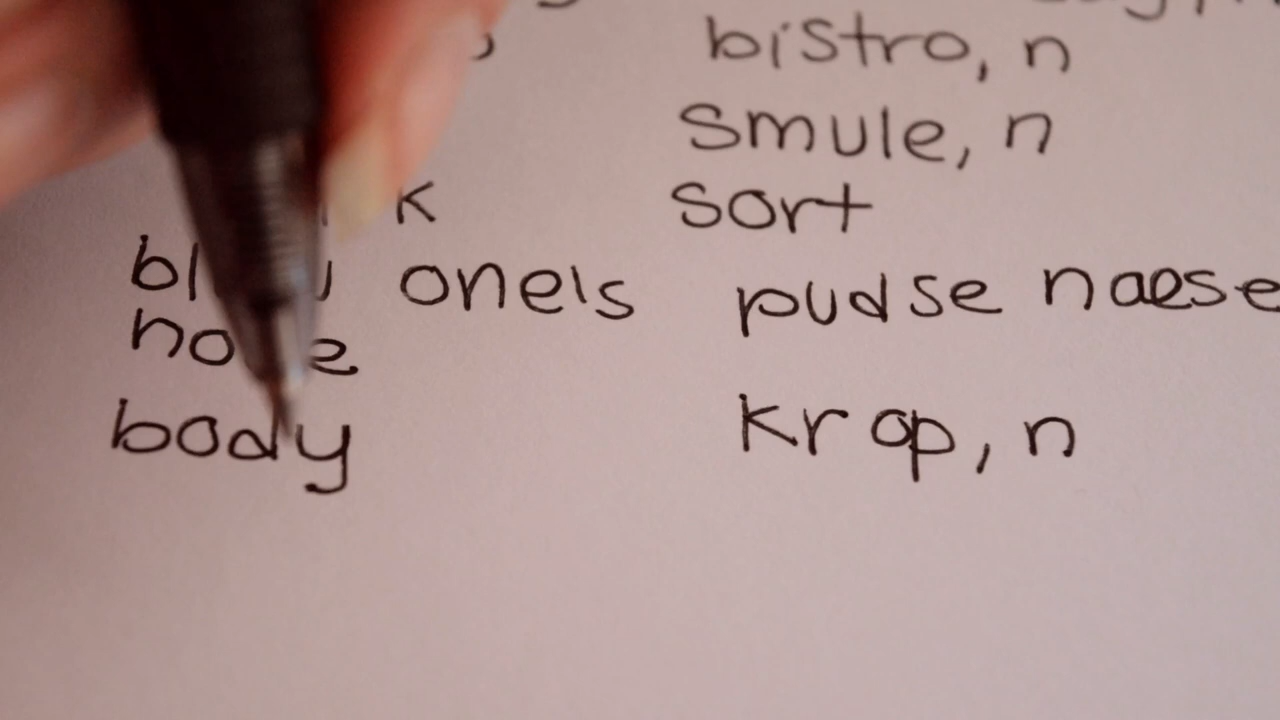 bistro, n
smule, n
sort
one's pudse naese
body krop, n